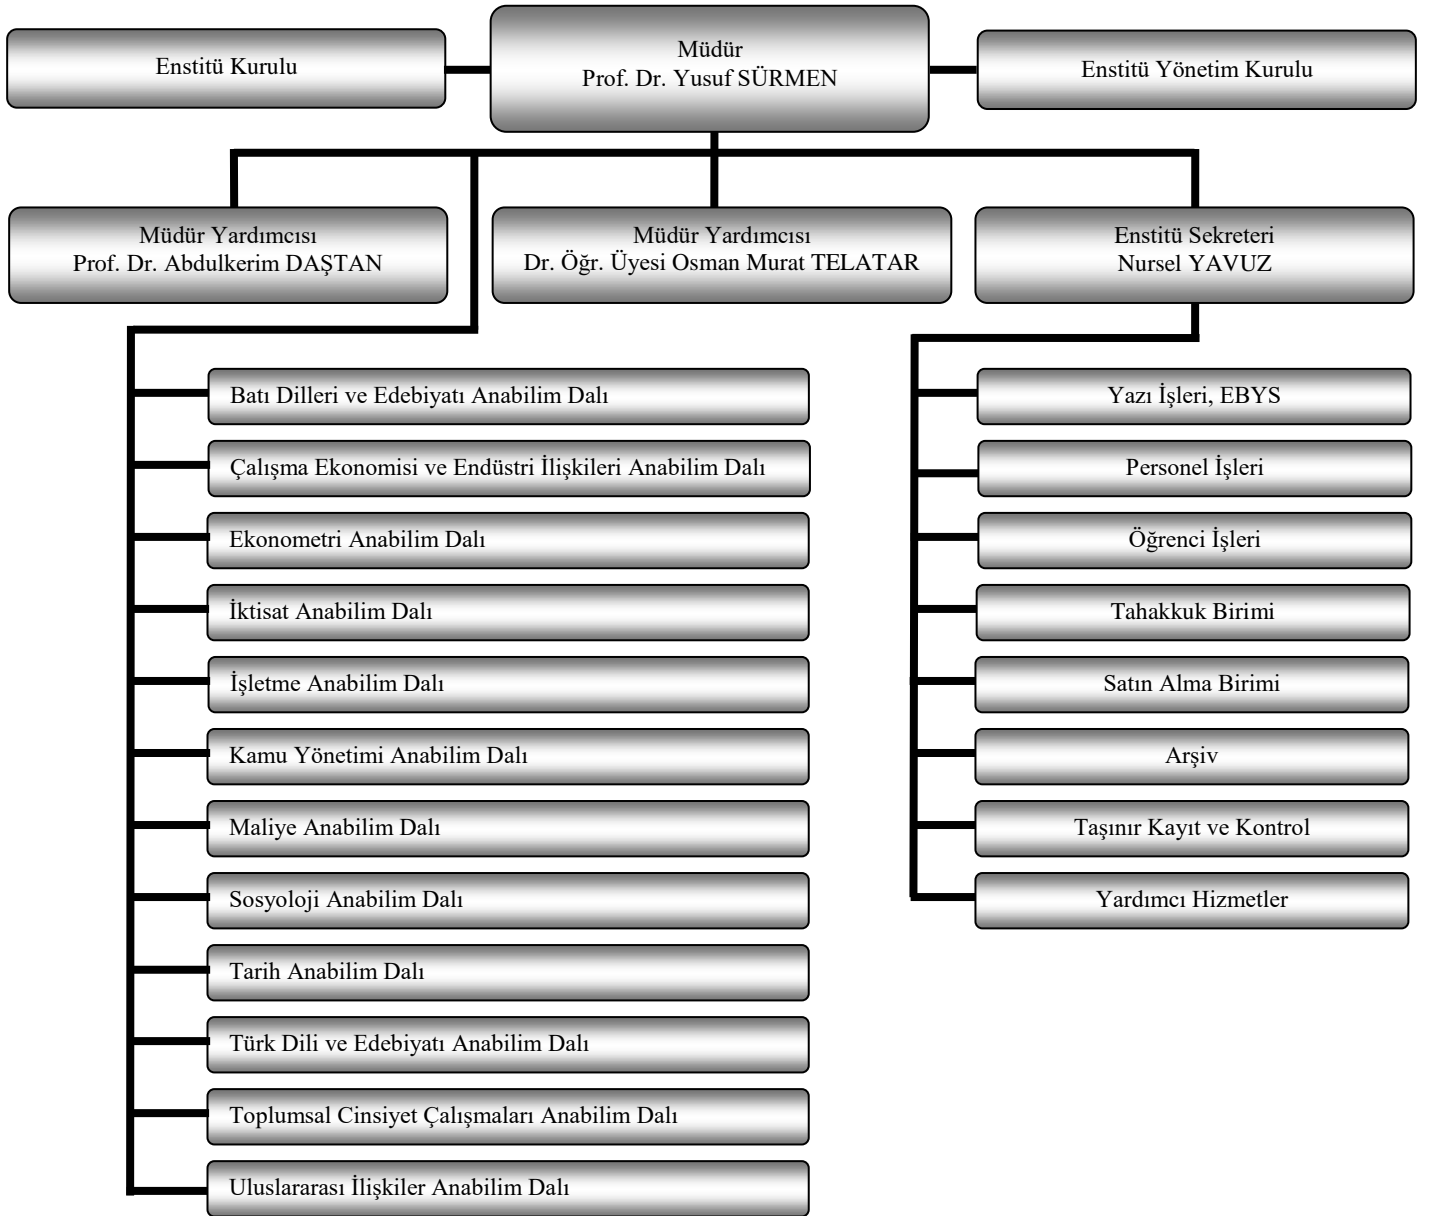 Enstitü Kurulu
Müdür
Prof. Dr. Yusuf SÜRMEN
Enstitü Yönetim Kurulu
Müdür Yardımcısı
Prof. Dr. Abdulkerim DAŞTAN
Müdür Yardımcısı
Dr. Öğr. Üyesi Osman Murat TELATAR
Enstitü Sekreteri
Nursel YAVUZ
Batı Dilleri ve Edebiyatı Anabilim Dalı
Çalışma Ekonomisi ve Endüstri İlişkileri Anabilim Dalı
Ekonometri Anabilim Dalı
İktisat Anabilim Dalı
İşletme Anabilim Dalı
Kamu Yönetimi Anabilim Dalı
Maliye Anabilim Dalı
Sosyoloji Anabilim Dalı
Tarih Anabilim Dalı
Türk Dili ve Edebiyatı Anabilim Dalı
Toplumsal Cinsiyet Çalışmaları Anabilim Dalı
Uluslararası İlişkiler Anabilim Dalı
Yazı İşleri, EBYS
Personel İşleri
Öğrenci İşleri
Tahakkuk Birimi
Satın Alma Birimi
Arşiv
Taşınır Kayıt ve Kontrol
Yardımcı Hizmetler